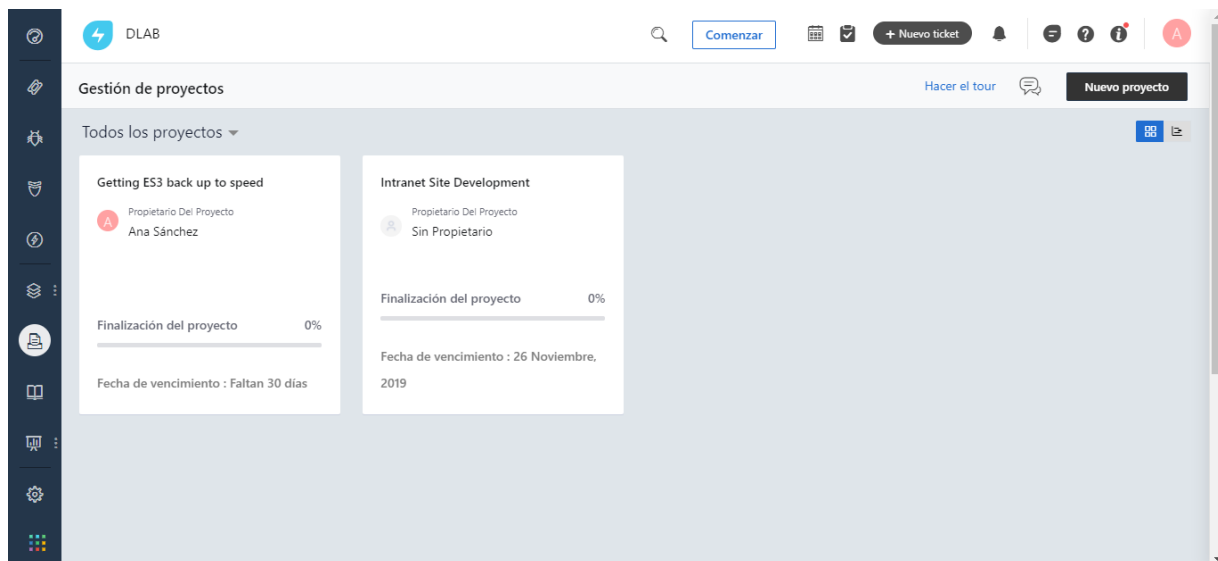 DLAB
Comenzar
+ Nuevo ticket
A
Gestión de proyectos
Hacer el tour
Nuevo proyecto
Todos los proyectos
Getting ES3 back up to speed
Propietario Del Proyecto
A
Ana Sánchez
Finalización del proyecto 0%
Fecha de vencimiento : Faltan 30 días
Intranet Site Development
Propietario Del Proyecto
Sin Propietario
Finalización del proyecto 0%
Fecha de vencimiento : 26 Noviembre,
2019